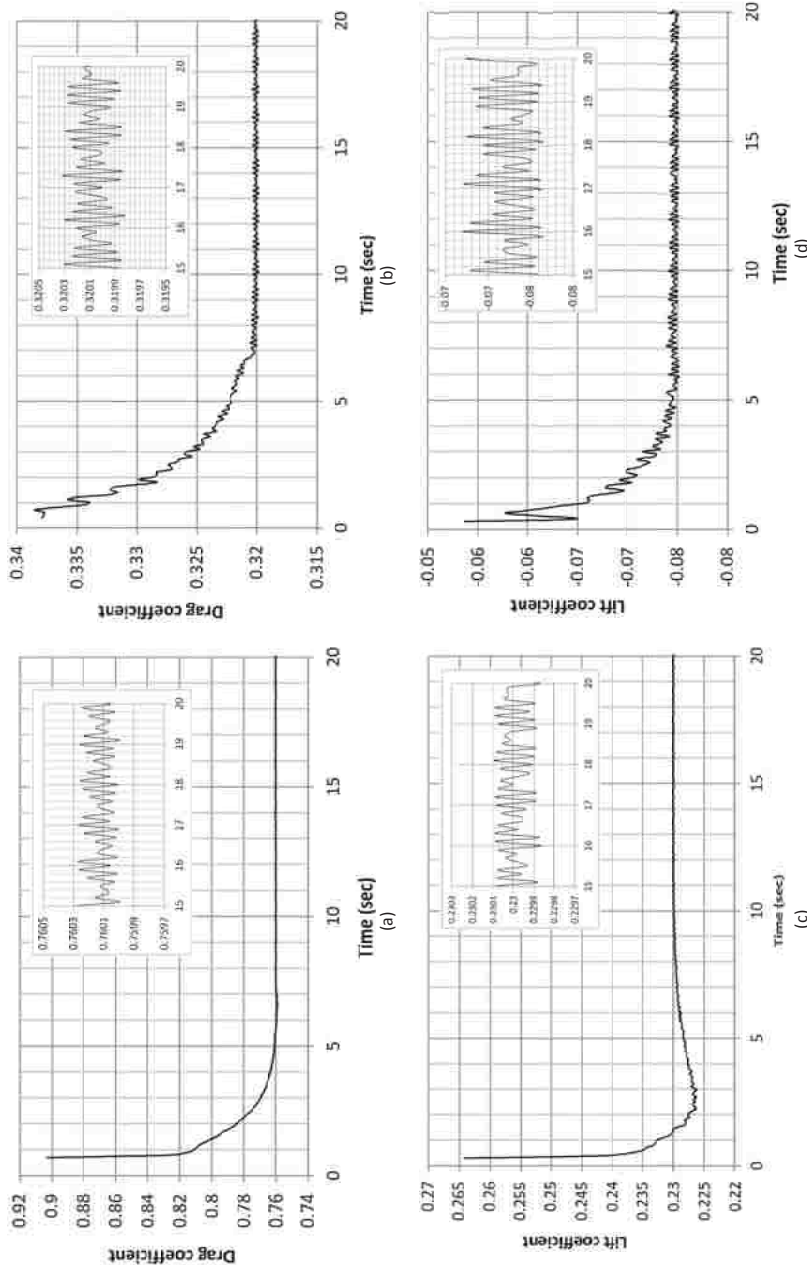 0.92
0.9
0.88
0.86
0.84
0.82
0.8
0.78
0.76
0.74
Drag coefficient
0.7605
0.7603
0.7601
0.7599
0.7597
15 16 17 18 19 20
0 5 10 15 20
Time (sec)
(a)
0.34
0.335
0.33
0.325
0.32
0.315
Drag coefficient
0.3205
0.3203
0.3201
0.3199
0.3197
0.3195
15 16 17 18 19 20
0 5 10 15 20
Time (sec)
(b)
0.27
0.265
0.26
0.255
0.25
0.245
0.24
0.235
0.23
0.225
0.22
Lift coefficient
0.2303
0.2302
0.2301
0.23
0.2299
0.2298
0.2297
15 16 17 18 19 20
0 5 10 15 20
Time (sec)
(c)
-0.05
-0.06
-0.06
-0.07
-0.07
-0.08
-0.08
Lift coefficient
-0.07
-0.07
-0.08
-0.08
15 16 17 18 19 20
0 5 10 15 20
Time (sec)
(d)